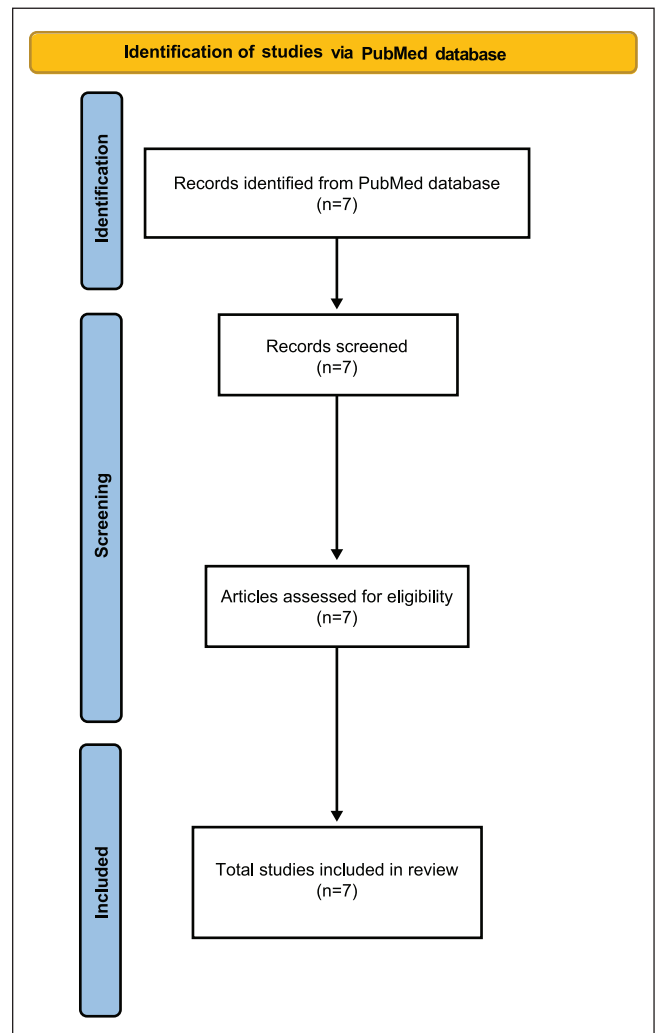 Identification of studies via PubMed database
Identification
Records identified from PubMed database
(n=7)
Screening
Records screened
(n=7)
Articles assessed for eligibility
(n=7)
Included
Total studies included in review
(n=7)